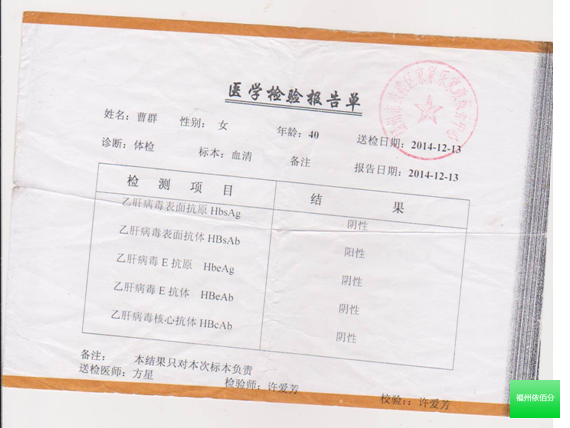 医学检验报告单
姓名：曹群 性别： 女 年龄：40 送检日期：2014-12-13
诊断：体检 标本：血清 备注 报告日期：2014-12-13
检 测 项 目 结 果
乙肝病毒表面抗原 HbsAg 阴性
乙肝病毒表面抗体 HBsAb 阳性
乙肝病毒 E 抗原 HbeAg 阴性
乙肝病毒 E 抗体 HBeAb 阴性
乙肝病毒核心抗体 HBcAb 阴性
备注： 本结果只对本次标本负责
送检医师：方星 检验师：许爱芳 校验：：许爱芳
福州依佰分